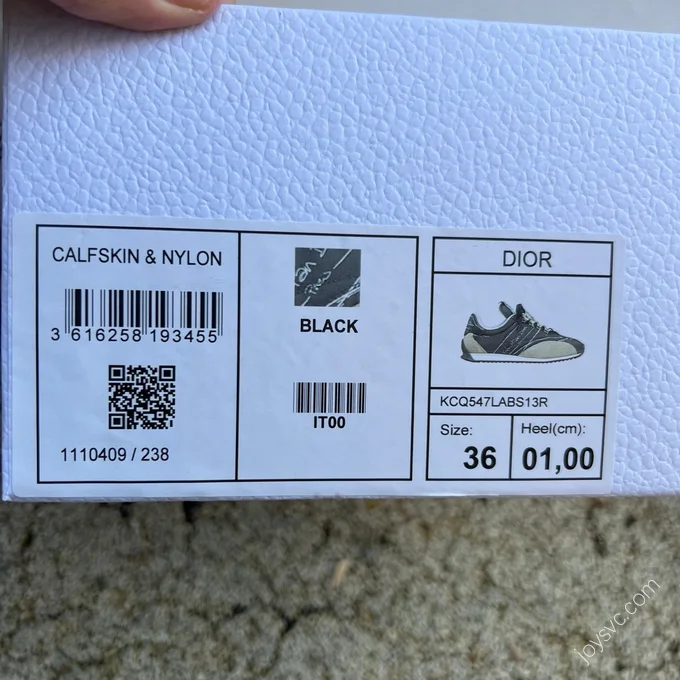 CALFSKIN & NYLON
3 616258 193455
1110409 / 238
BLACK
IT00
DIOR
KCQ547LABS13R
Size:
36
Heel(cm):
01,00
joysvc.com